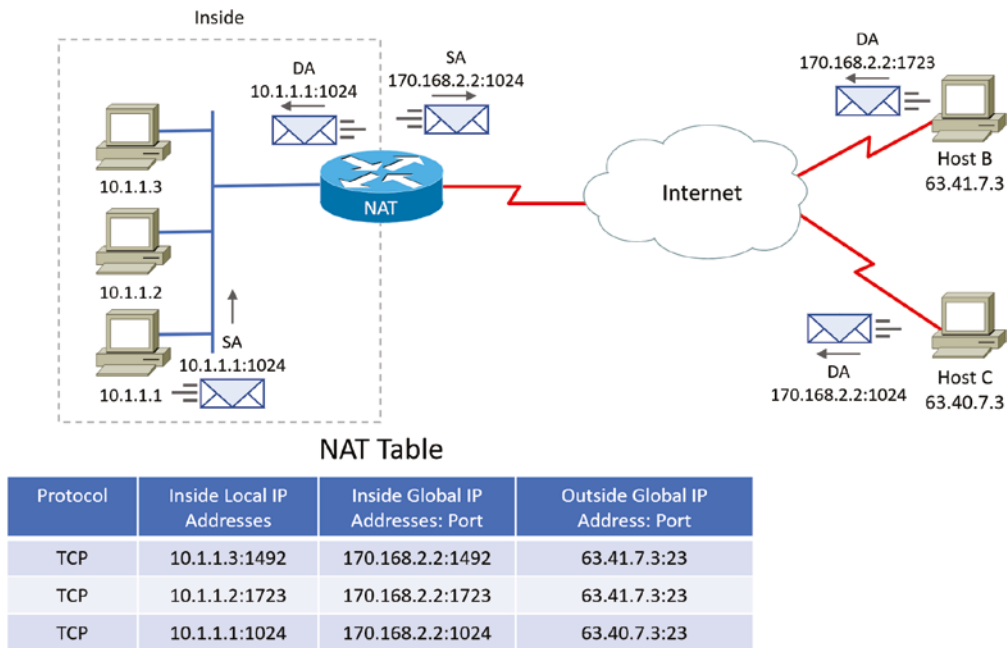 Inside
DA
10.1.1.1:1024
SA
170.168.2.2:1024
DA
170.168.2.2:1723
10.1.1.3
NAT
Internet
Host B
63.41.7.3
10.1.1.2
SA
10.1.1.1:1024
10.1.1.1
DA
170.168.2.2:1024
Host C
63.40.7.3
NAT Table
Protocol
Inside Local IP
Addresses
Inside Global IP
Addresses: Port
Outside Global IP
Address: Port
TCP 10.1.1.3:1492 170.168.2.2:1492 63.41.7.3:23
TCP 10.1.1.2:1723 170.168.2.2:1723 63.41.7.3:23
TCP 10.1.1.1:1024 170.168.2.2:1024 63.40.7.3:23